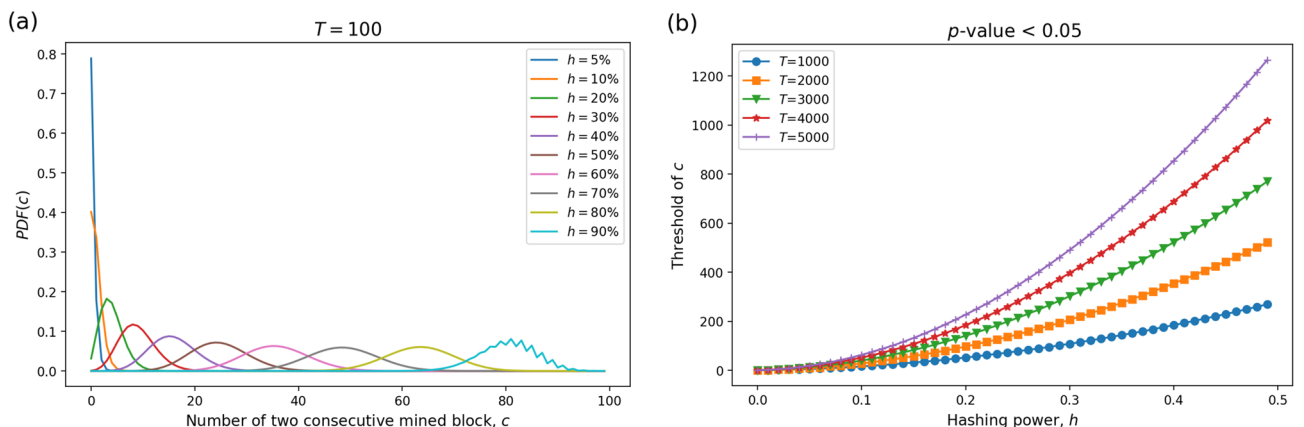 (a)
T = 100
PDF(c)
0.8
0.7
0.6
0.5
0.4
0.3
0.2
0.1
0.0
h = 5%
h = 10%
h = 20%
h = 30%
h = 40%
h = 50%
h = 60%
h = 70%
h = 80%
h = 90%
0 20 40 60 80 100
Number of two consecutive mined block, c
(b)
p-value < 0.05
Threshold of c
1200
1000
800
600
400
200
0
T=1000
T=2000
T=3000
T=4000
T=5000
0.0 0.1 0.2 0.3 0.4 0.5
Hashing power, h